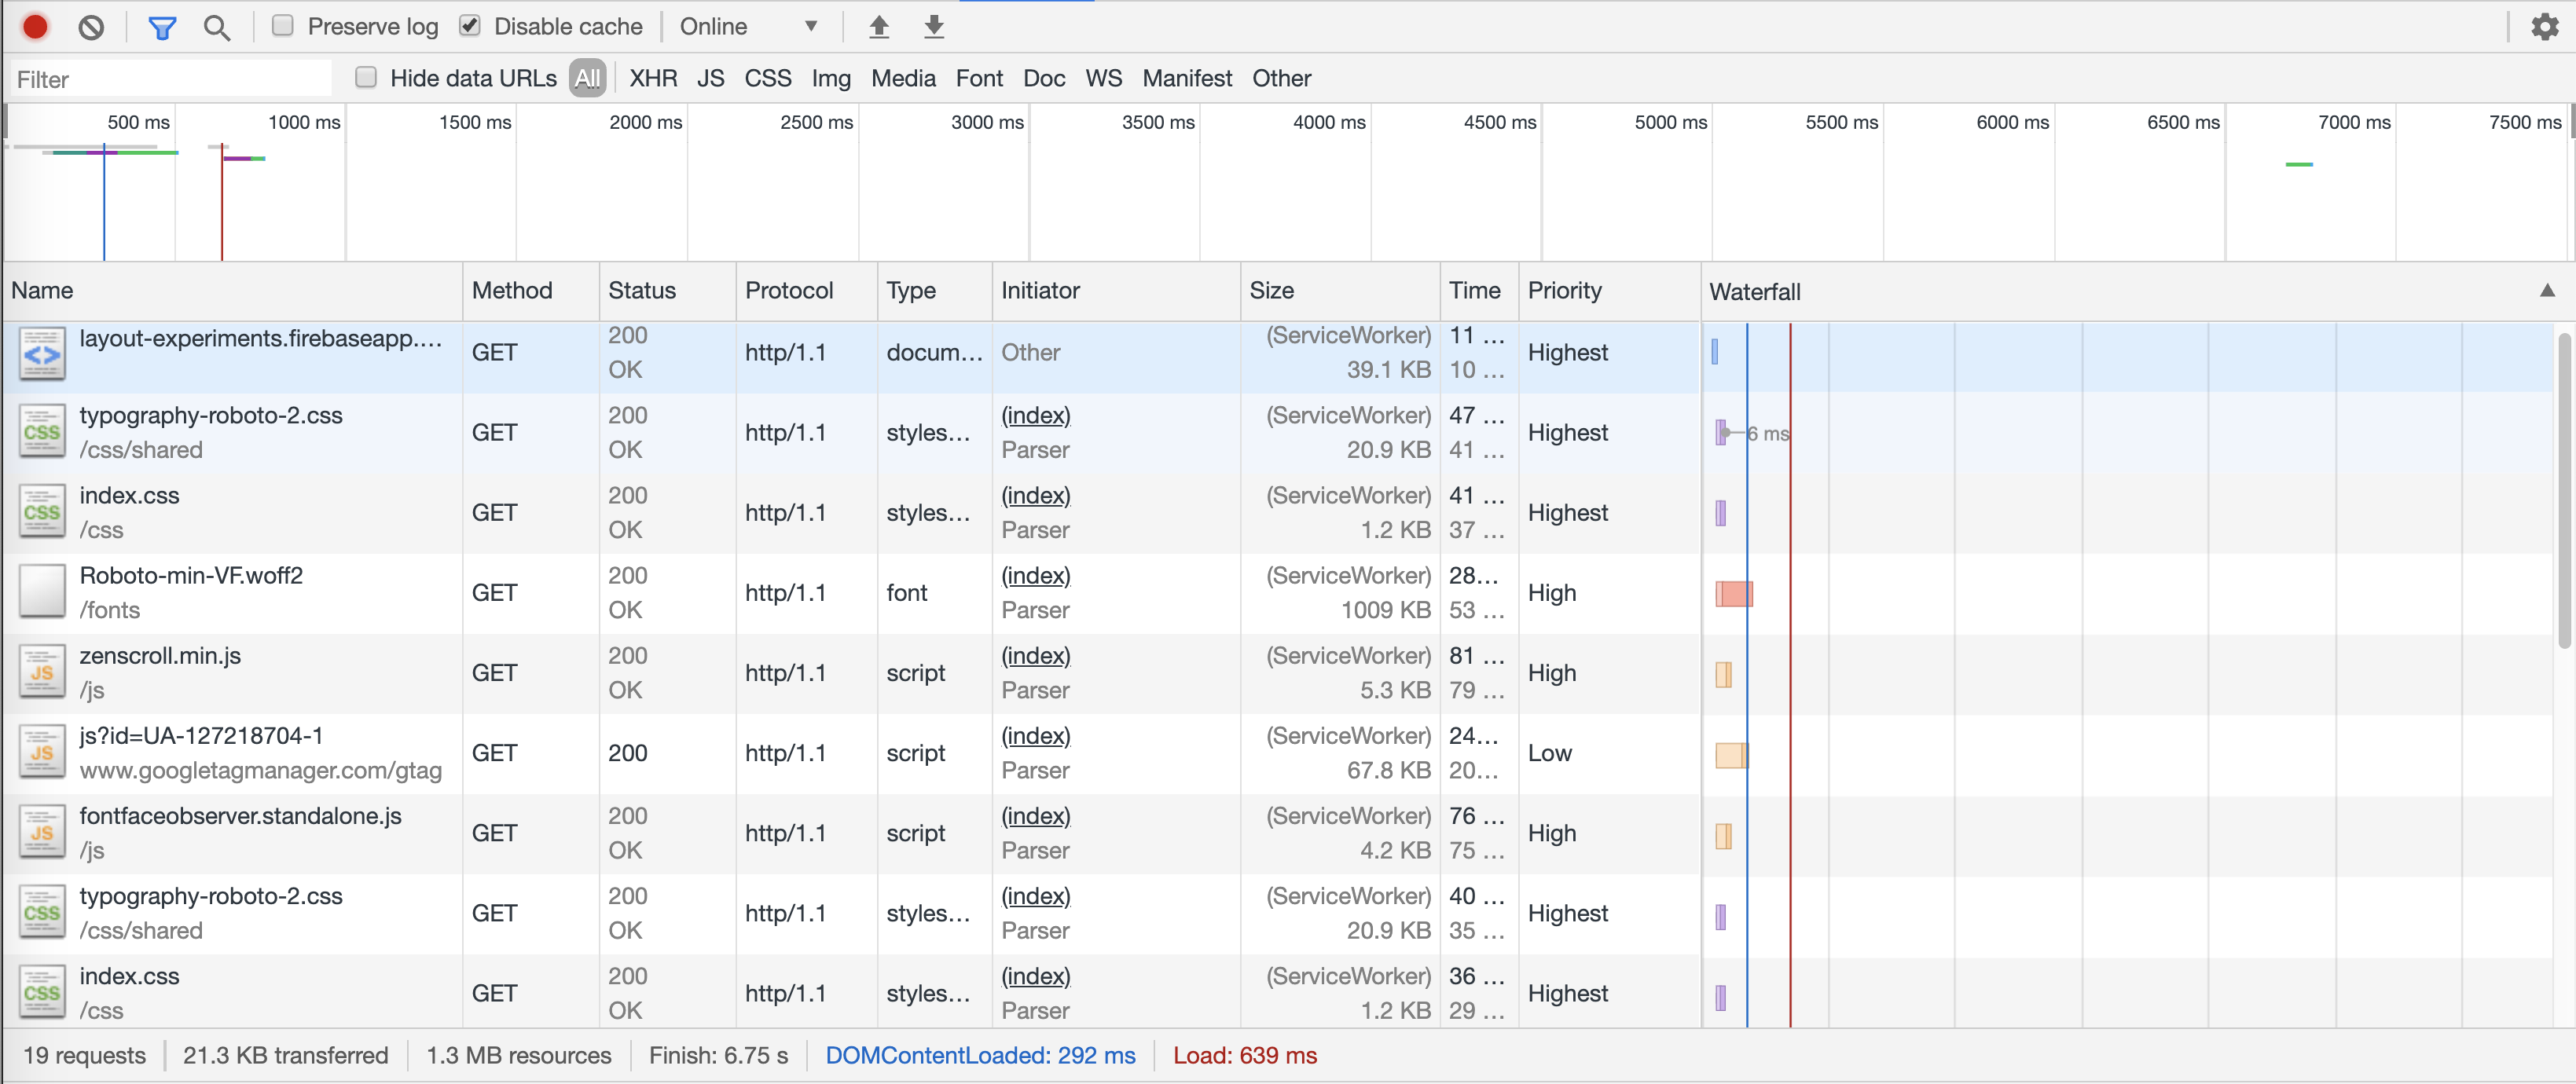 Preserve log Disable cache Online
Filter Hide data URLs All XHR JS CSS Img Media Font Doc WS Manifest Other
500 ms 1000 ms 1500 ms 2000 ms 2500 ms 3000 ms 3500 ms 4000 ms 4500 ms 5000 ms 5500 ms 6000 ms 6500 ms 7000 ms 7500 ms
Name Method Status Protocol Type Initiator Size Time Priority Waterfall
layout-experiments.firebaseapp.… GET 200 OK http/1.1 docum… Other (ServiceWorker) 39.1 KB 11 … 10 … Highest
CSS typography-roboto-2.css /css/shared GET 200 OK http/1.1 styles… (index) Parser (ServiceWorker) 20.9 KB 47 … 41 … Highest 6 ms
CSS index.css /css GET 200 OK http/1.1 styles… (index) Parser (ServiceWorker) 1.2 KB 41 … 37 … Highest
Roboto-min-VF.woff2 /fonts GET 200 OK http/1.1 font (index) Parser (ServiceWorker) 1009 KB 28… 53 … High
JS zenscroll.min.js /js GET 200 OK http/1.1 script (index) Parser (ServiceWorker) 5.3 KB 81 … 79 … High
JS js?id=UA-127218704-1 www.googletagmanager.com/gtag GET 200 http/1.1 script (index) Parser (ServiceWorker) 67.8 KB 24… 20… Low
JS fontfaceobserver.standalone.js /js GET 200 OK http/1.1 script (index) Parser (ServiceWorker) 4.2 KB 76 … 75 … High
CSS typography-roboto-2.css /css/shared GET 200 OK http/1.1 styles… (index) Parser (ServiceWorker) 20.9 KB 40 … 35 … Highest
CSS index.css /css GET 200 OK http/1.1 styles… (index) Parser (ServiceWorker) 1.2 KB 36 … 29 … Highest
19 requests 21.3 KB transferred 1.3 MB resources Finish: 6.75 s DOMContentLoaded: 292 ms Load: 639 ms